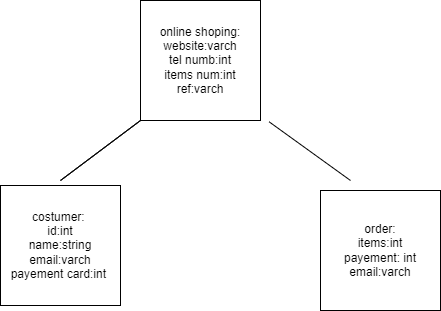 online shoping:
website:varch
tel numb:int
items num:int
ref:varch
costumer:
id:int
name:string
email:varch
payement card:int
order:
items:int
payement: int
email:varch